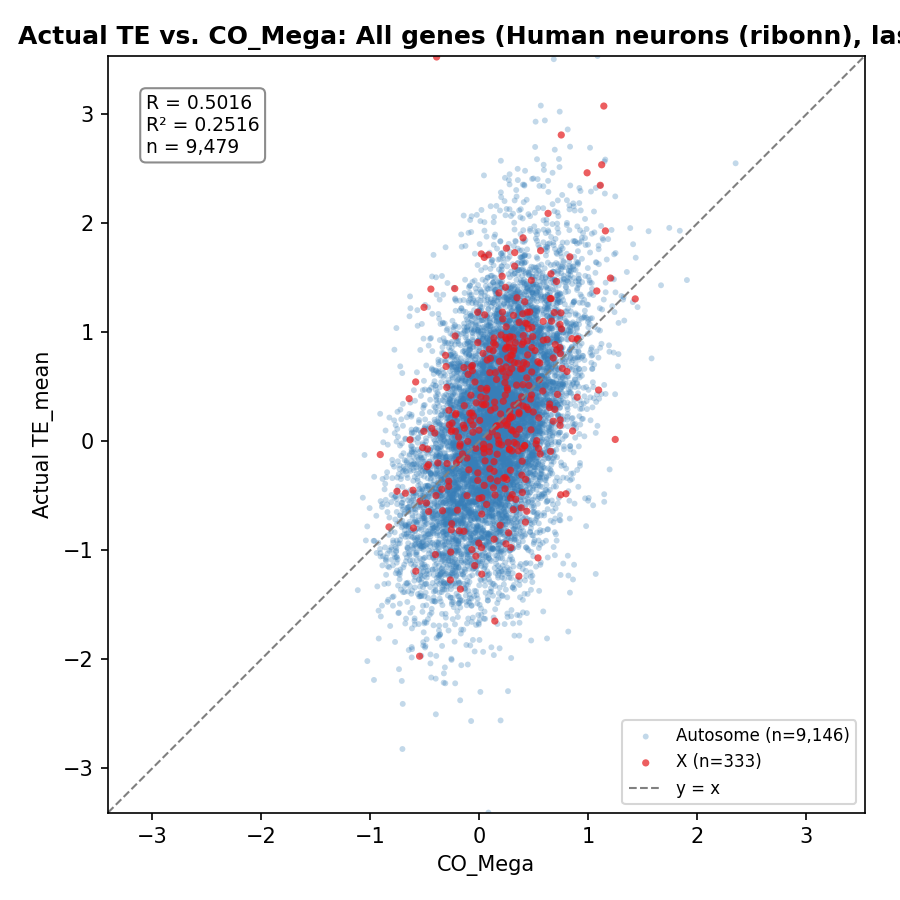 Actual TE vs. CO_Mega: All genes (Human neurons (ribonn), las
R = 0.5016
R² = 0.2516
n = 9,479
3
2
1
0
−1
−2
−3
Actual TE_mean
Autosome (n=9,146)
X (n=333)
y = x
−3 −2 −1 0 1 2 3
CO_Mega